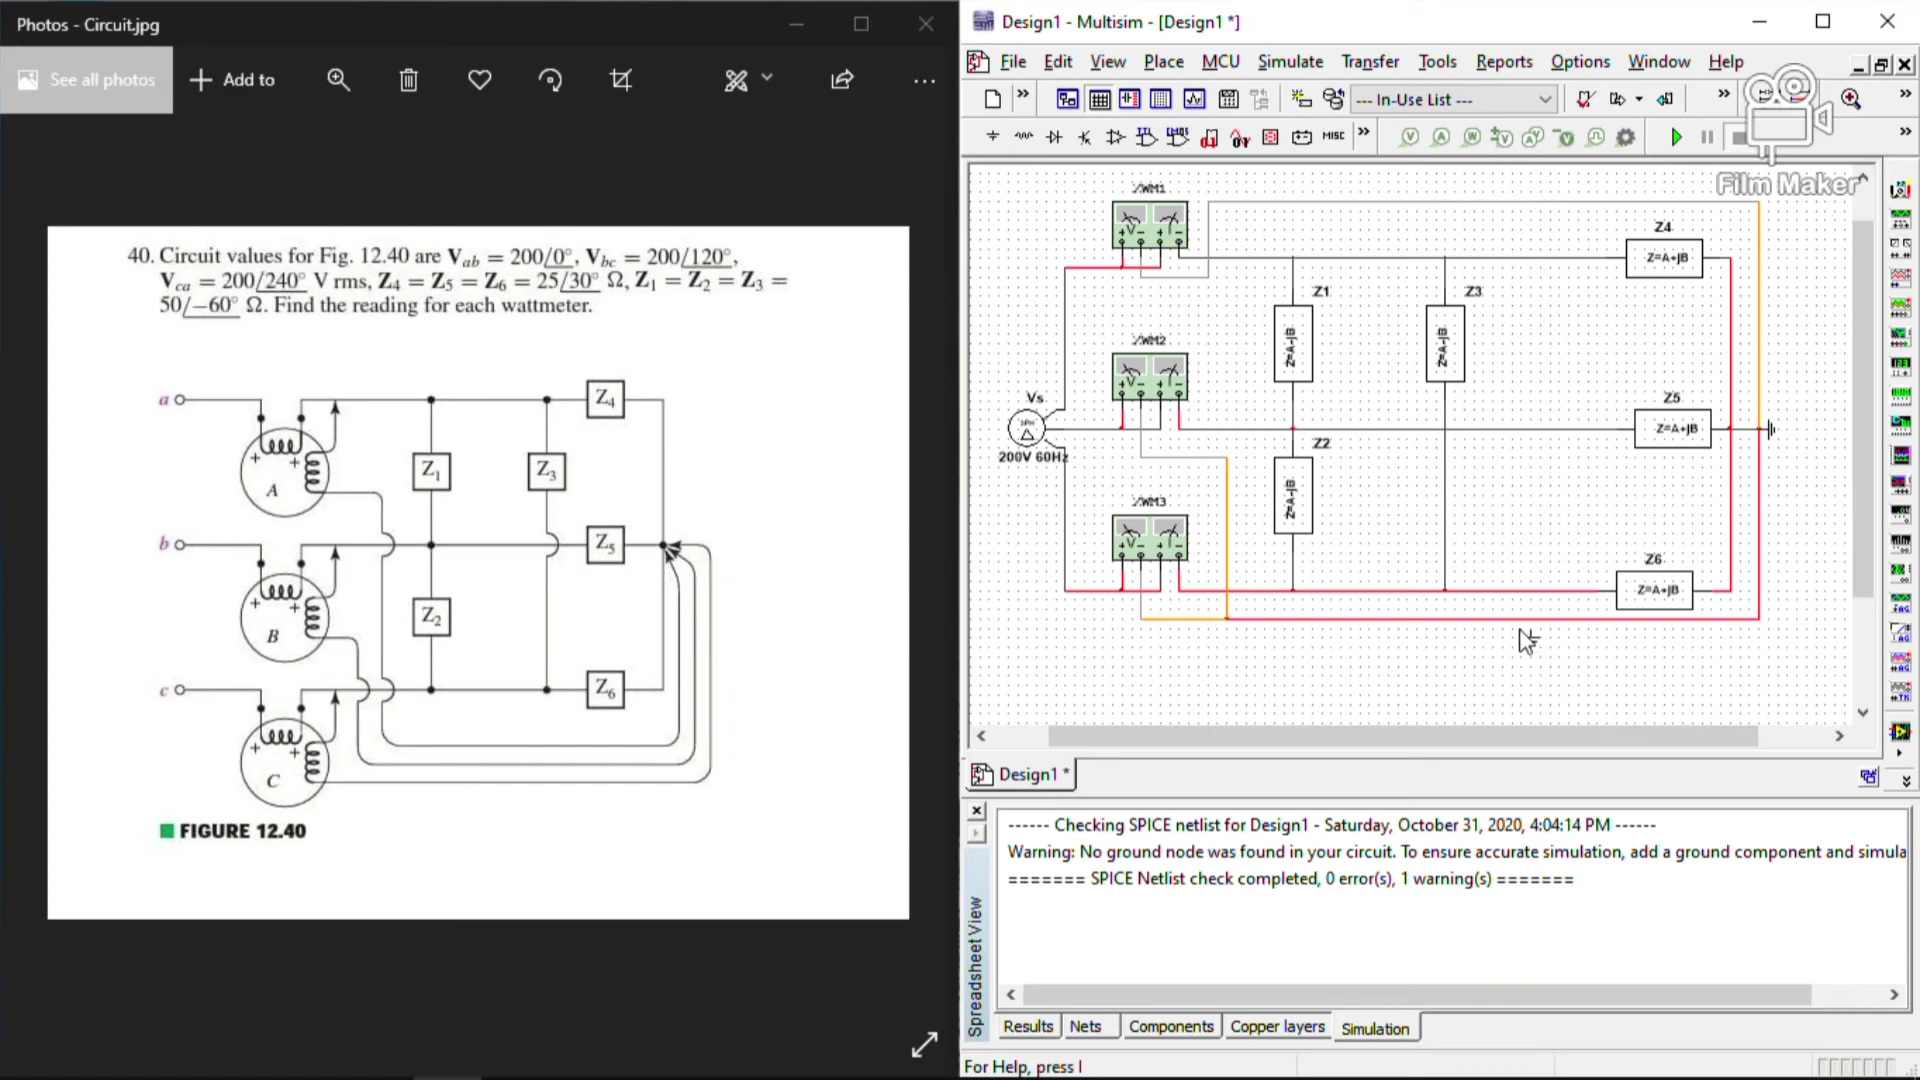 Photos - Circuit.jpg
See all photos
Add to
40. Circuit values for Fig. 12.40 are Vab = 200/0°, Vbc = 200/120°,
Vca = 200/240° V rms, Z4 = Z5 = Z6 = 25/30° Ω, Z1 = Z2 = Z3 =
50/−60° Ω. Find the reading for each wattmeter.
a
Z4
+
+
A
Z1
Z3
b
Z5
+
+
B
Z2
c
Z6
+
+
C
FIGURE 12.40
Design1 - Multisim - [Design1 *]
File Edit View Place MCU Simulate Transfer Tools Reports Options Window Help
--- In-Use List ---
MISC
Film Maker
XWM1
Z4
Z=A+jB
Z1
Z3
Z=A-jB
Z=A-jB
XWM2
Vs
3PH
200V 60Hz
Z5
Z=A+jB
Z2
Z=A-jB
XWM3
Z6
Z=A+jB
Design1 *
------ Checking SPICE netlist for Design1 - Saturday, October 31, 2020, 4:04:14 PM ------
Warning: No ground node was found in your circuit. To ensure accurate simulation, add a ground component and simula
======= SPICE Netlist check completed, 0 error(s), 1 warning(s) =======
Spreadsheet View
Results Nets Components Copper layers Simulation
For Help, press l